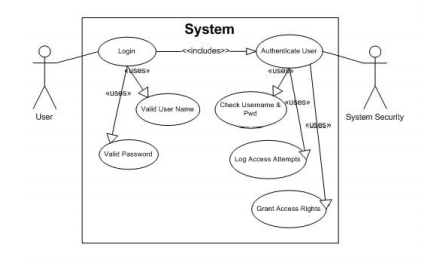 System
Login
<<includes>>
Authenticate User
«uses»
«uses»
«uses»
Valid User Name
Check Username &
Pwd
«uses»
User
System Security
«uses»
Valid Password
Log Access Attempts
Grant Access Rights